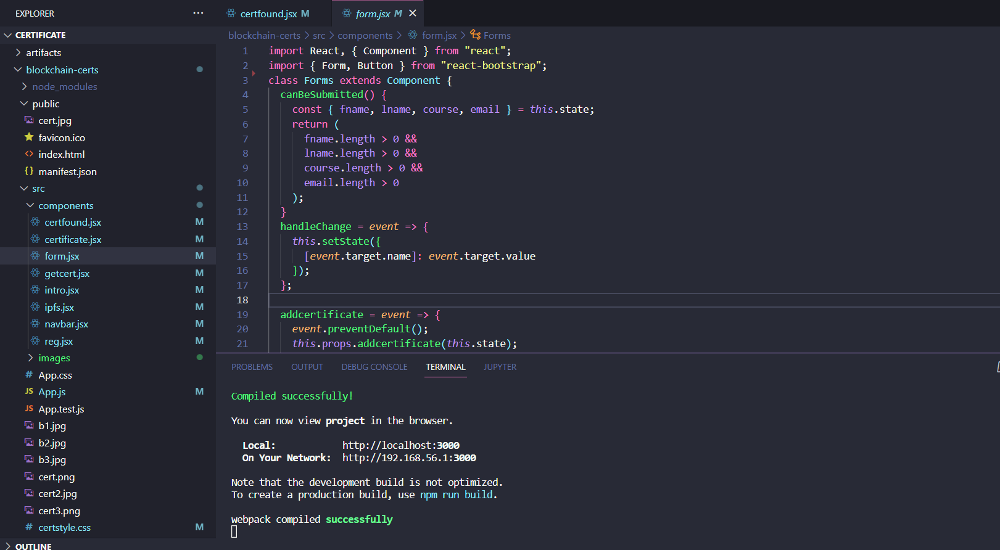 EXPLORER
···
CERTIFICATE
artifacts
blockchain-certs
node_modules
public
cert.jpg
favicon.ico
index.html
manifest.json
src
components
certfound.jsx M
certificate.jsx M
form.jsx M
getcert.jsx M
intro.jsx M
ipfs.jsx M
navbar.jsx M
reg.jsx M
images
# App.css
JS App.js M
JS App.test.js
b1.jpg
b2.jpg
b3.jpg
cert.png
cert2.jpg
cert3.png
# certstyle.css M
OUTLINE
certfound.jsx M
form.jsx M
blockchain-certs > src > components > form.jsx > Forms
1 import React, { Component } from "react";
2 import { Form, Button } from "react-bootstrap";
3 class Forms extends Component {
4 canBeSubmitted() {
5 const { fname, lname, course, email } = this.state;
6 return (
7 fname.length > 0 &&
8 lname.length > 0 &&
9 course.length > 0 &&
10 email.length > 0
11 );
12 }
13 handleChange = event => {
14 this.setState({
15 [event.target.name]: event.target.value
16 });
17 };
18
19 addcertificate = event => {
20 event.preventDefault();
21 this.props.addcertificate(this.state);
PROBLEMS OUTPUT DEBUG CONSOLE TERMINAL JUPYTER
Compiled successfully!
You can now view project in the browser.
Local: http://localhost:3000
On Your Network: http://192.168.56.1:3000
Note that the development build is not optimized.
To create a production build, use npm run build.
webpack compiled successfully